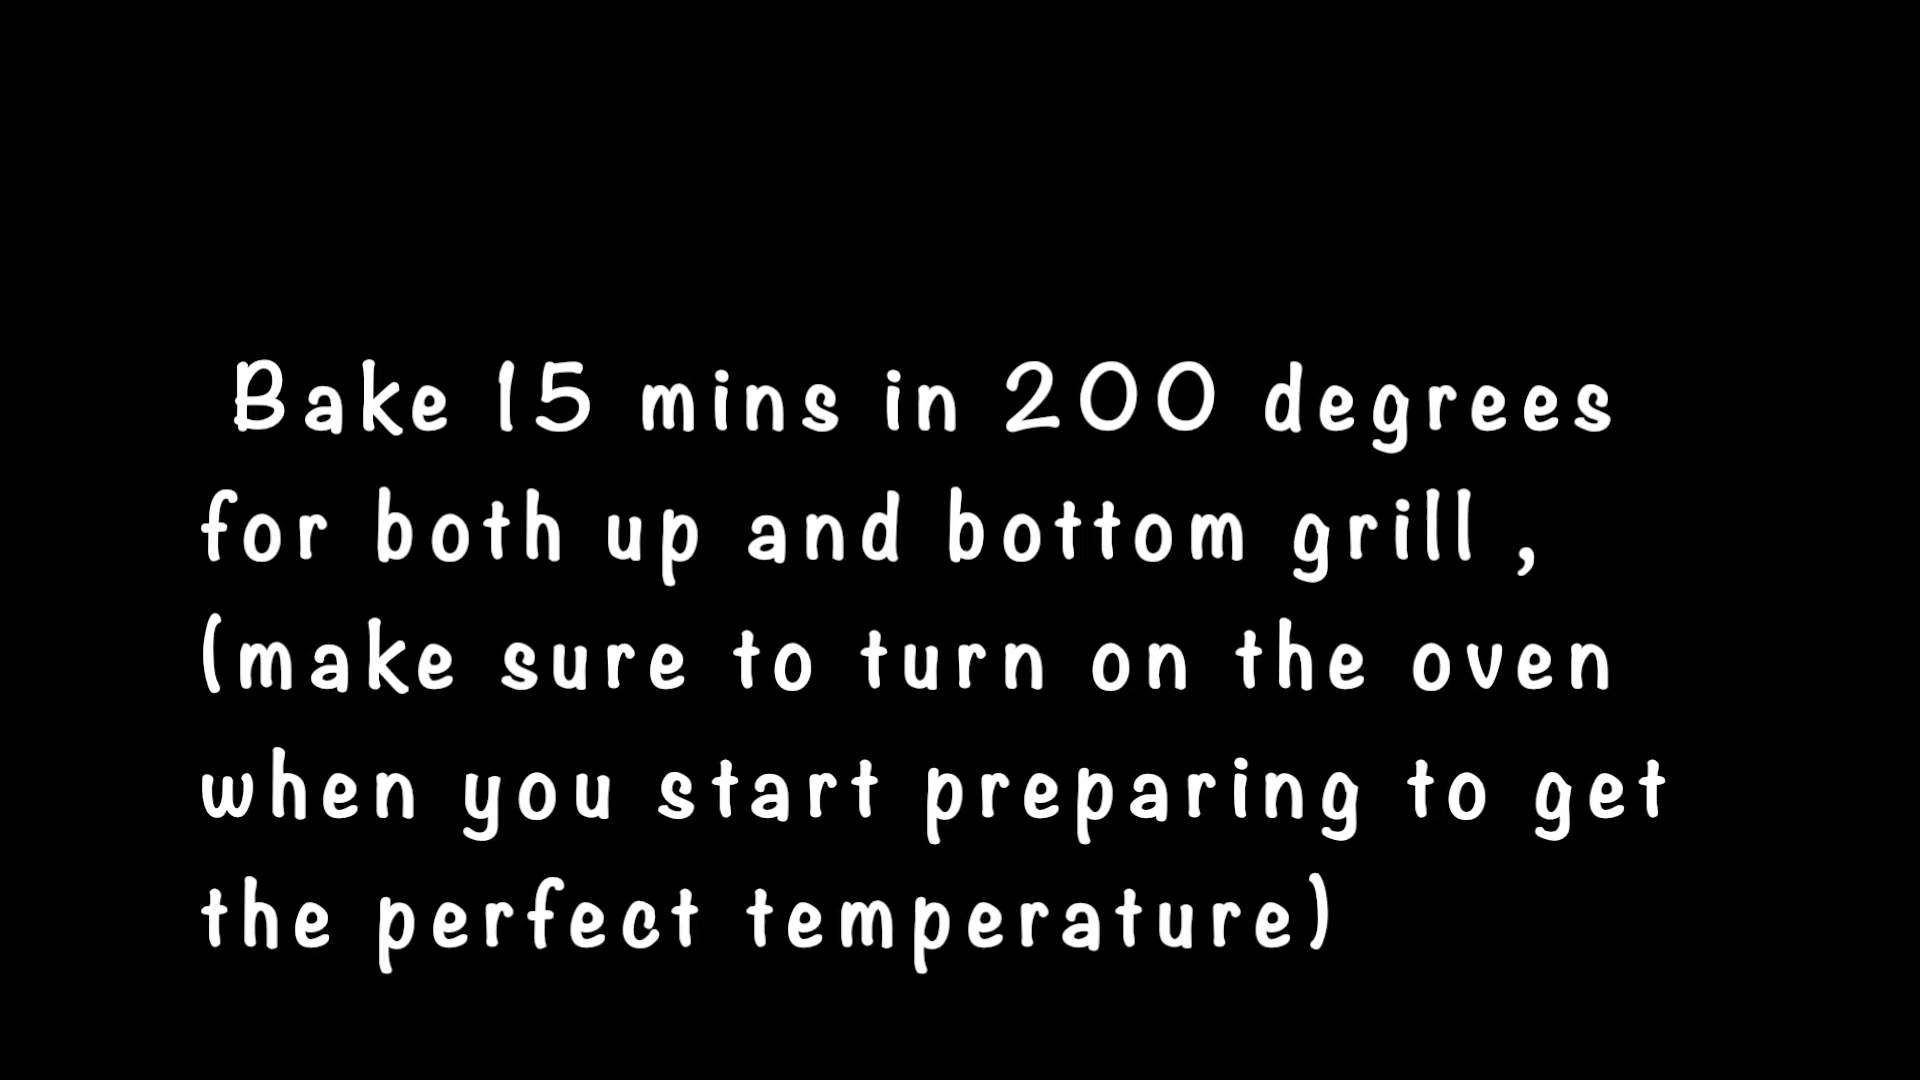 Bake 15 mins in 200 degrees
for both up and bottom grill ,
(make sure to turn on the oven
when you start preparing to get
the perfect temperature)